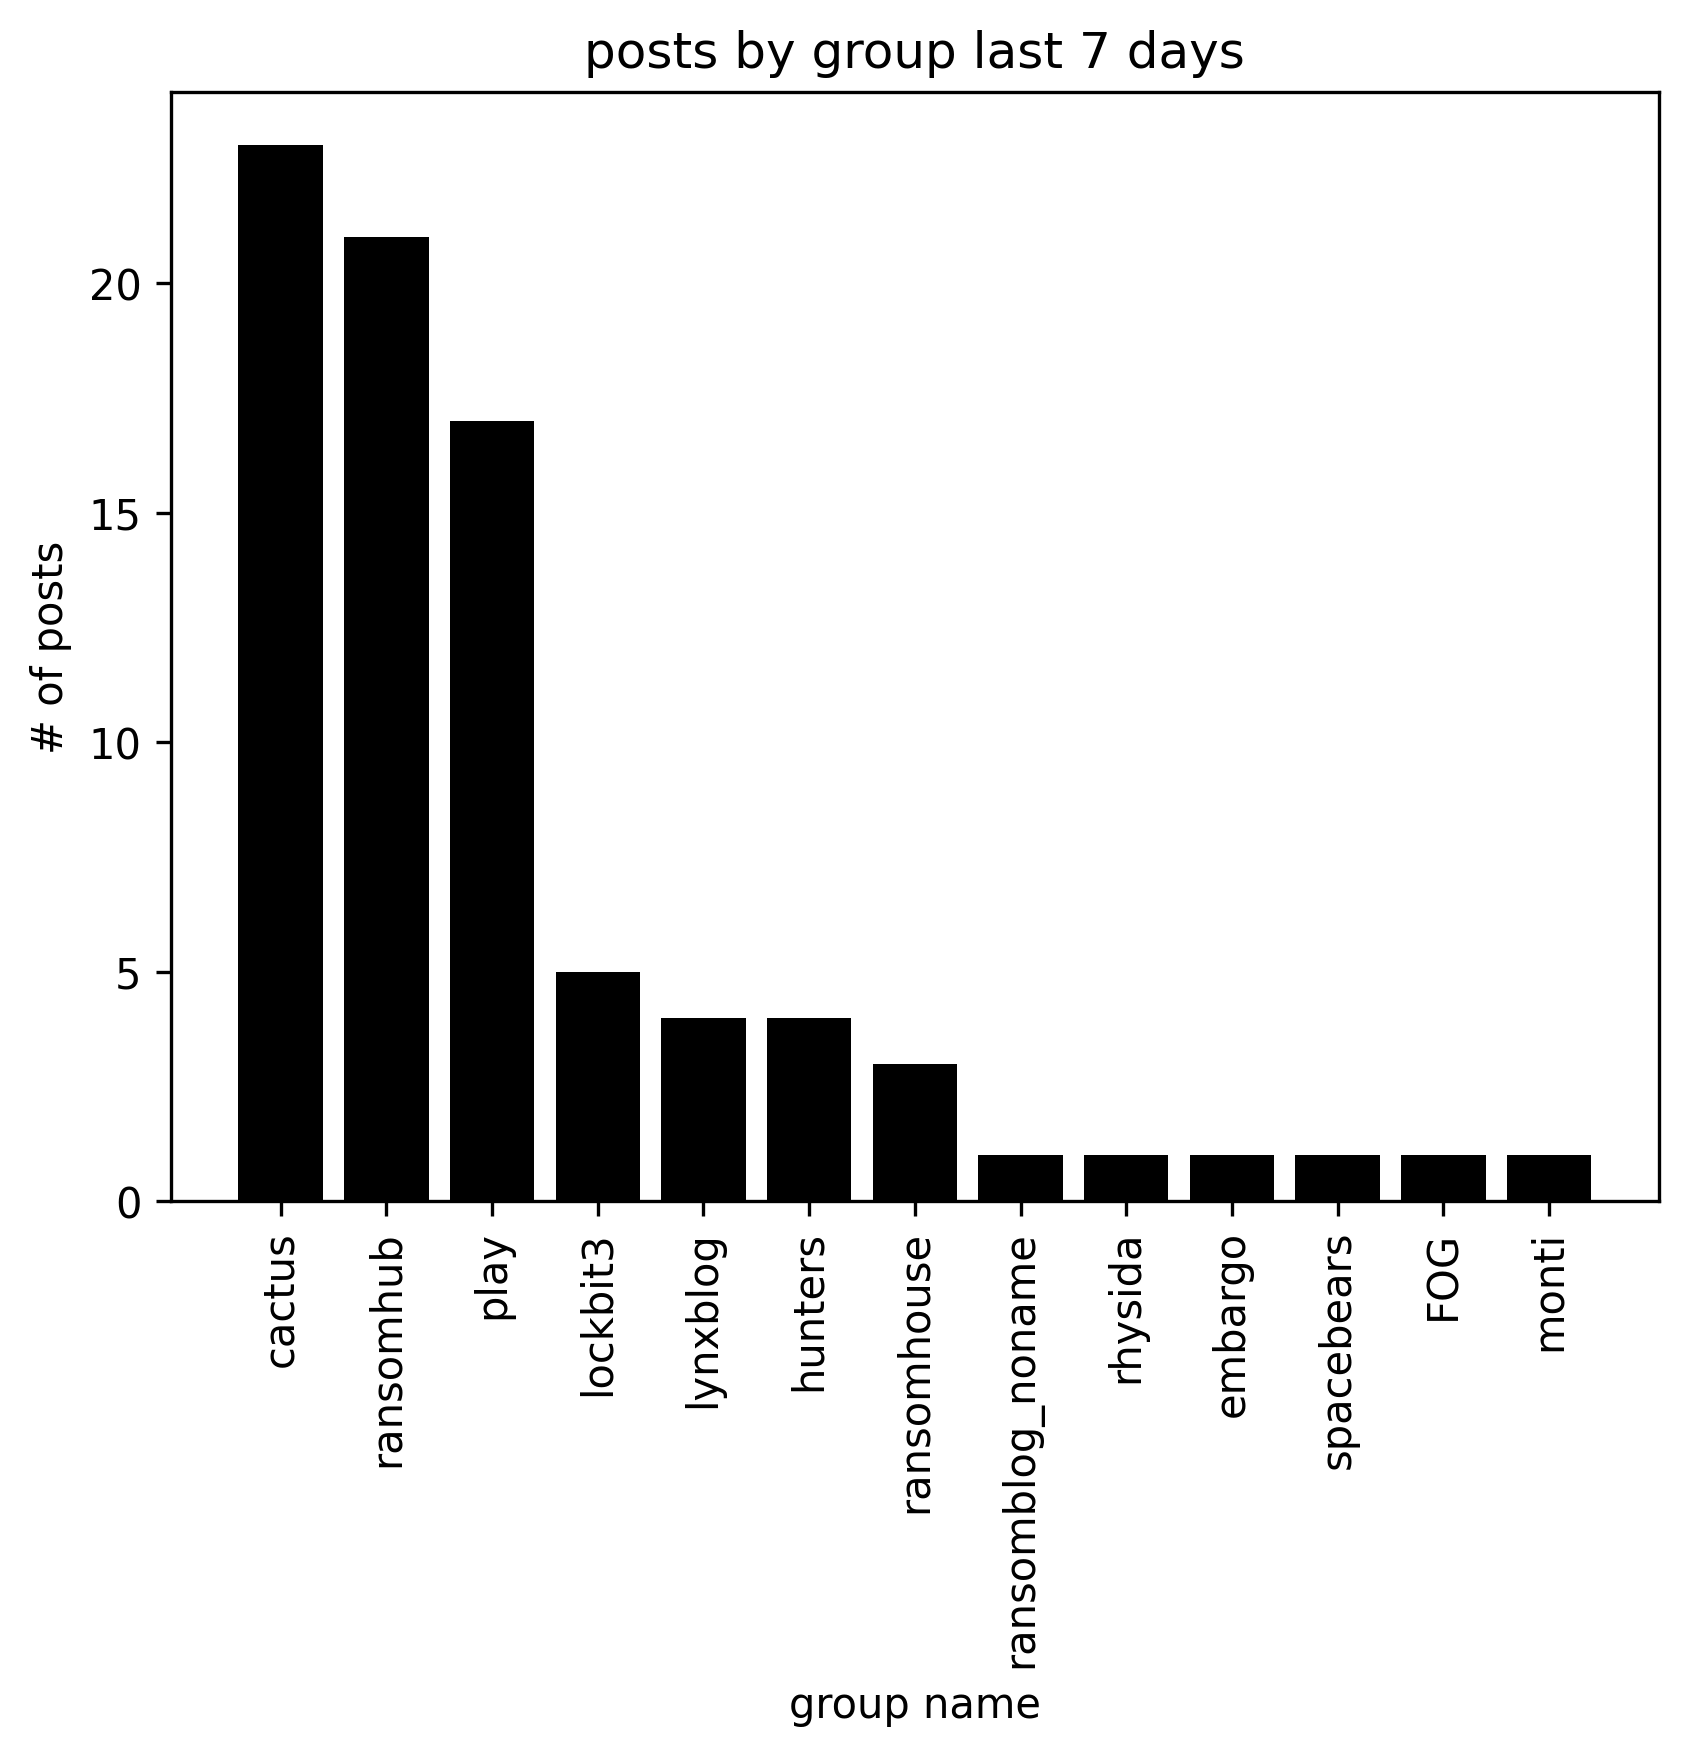 posts by group last 7 days
# of posts
20
15
10
5
0
cactus
ransomhub
play
lockbit3
lynxblog
hunters
ransomhouse
ransomblog_noname
rhysida
embargo
spacebears
FOG
monti
group name